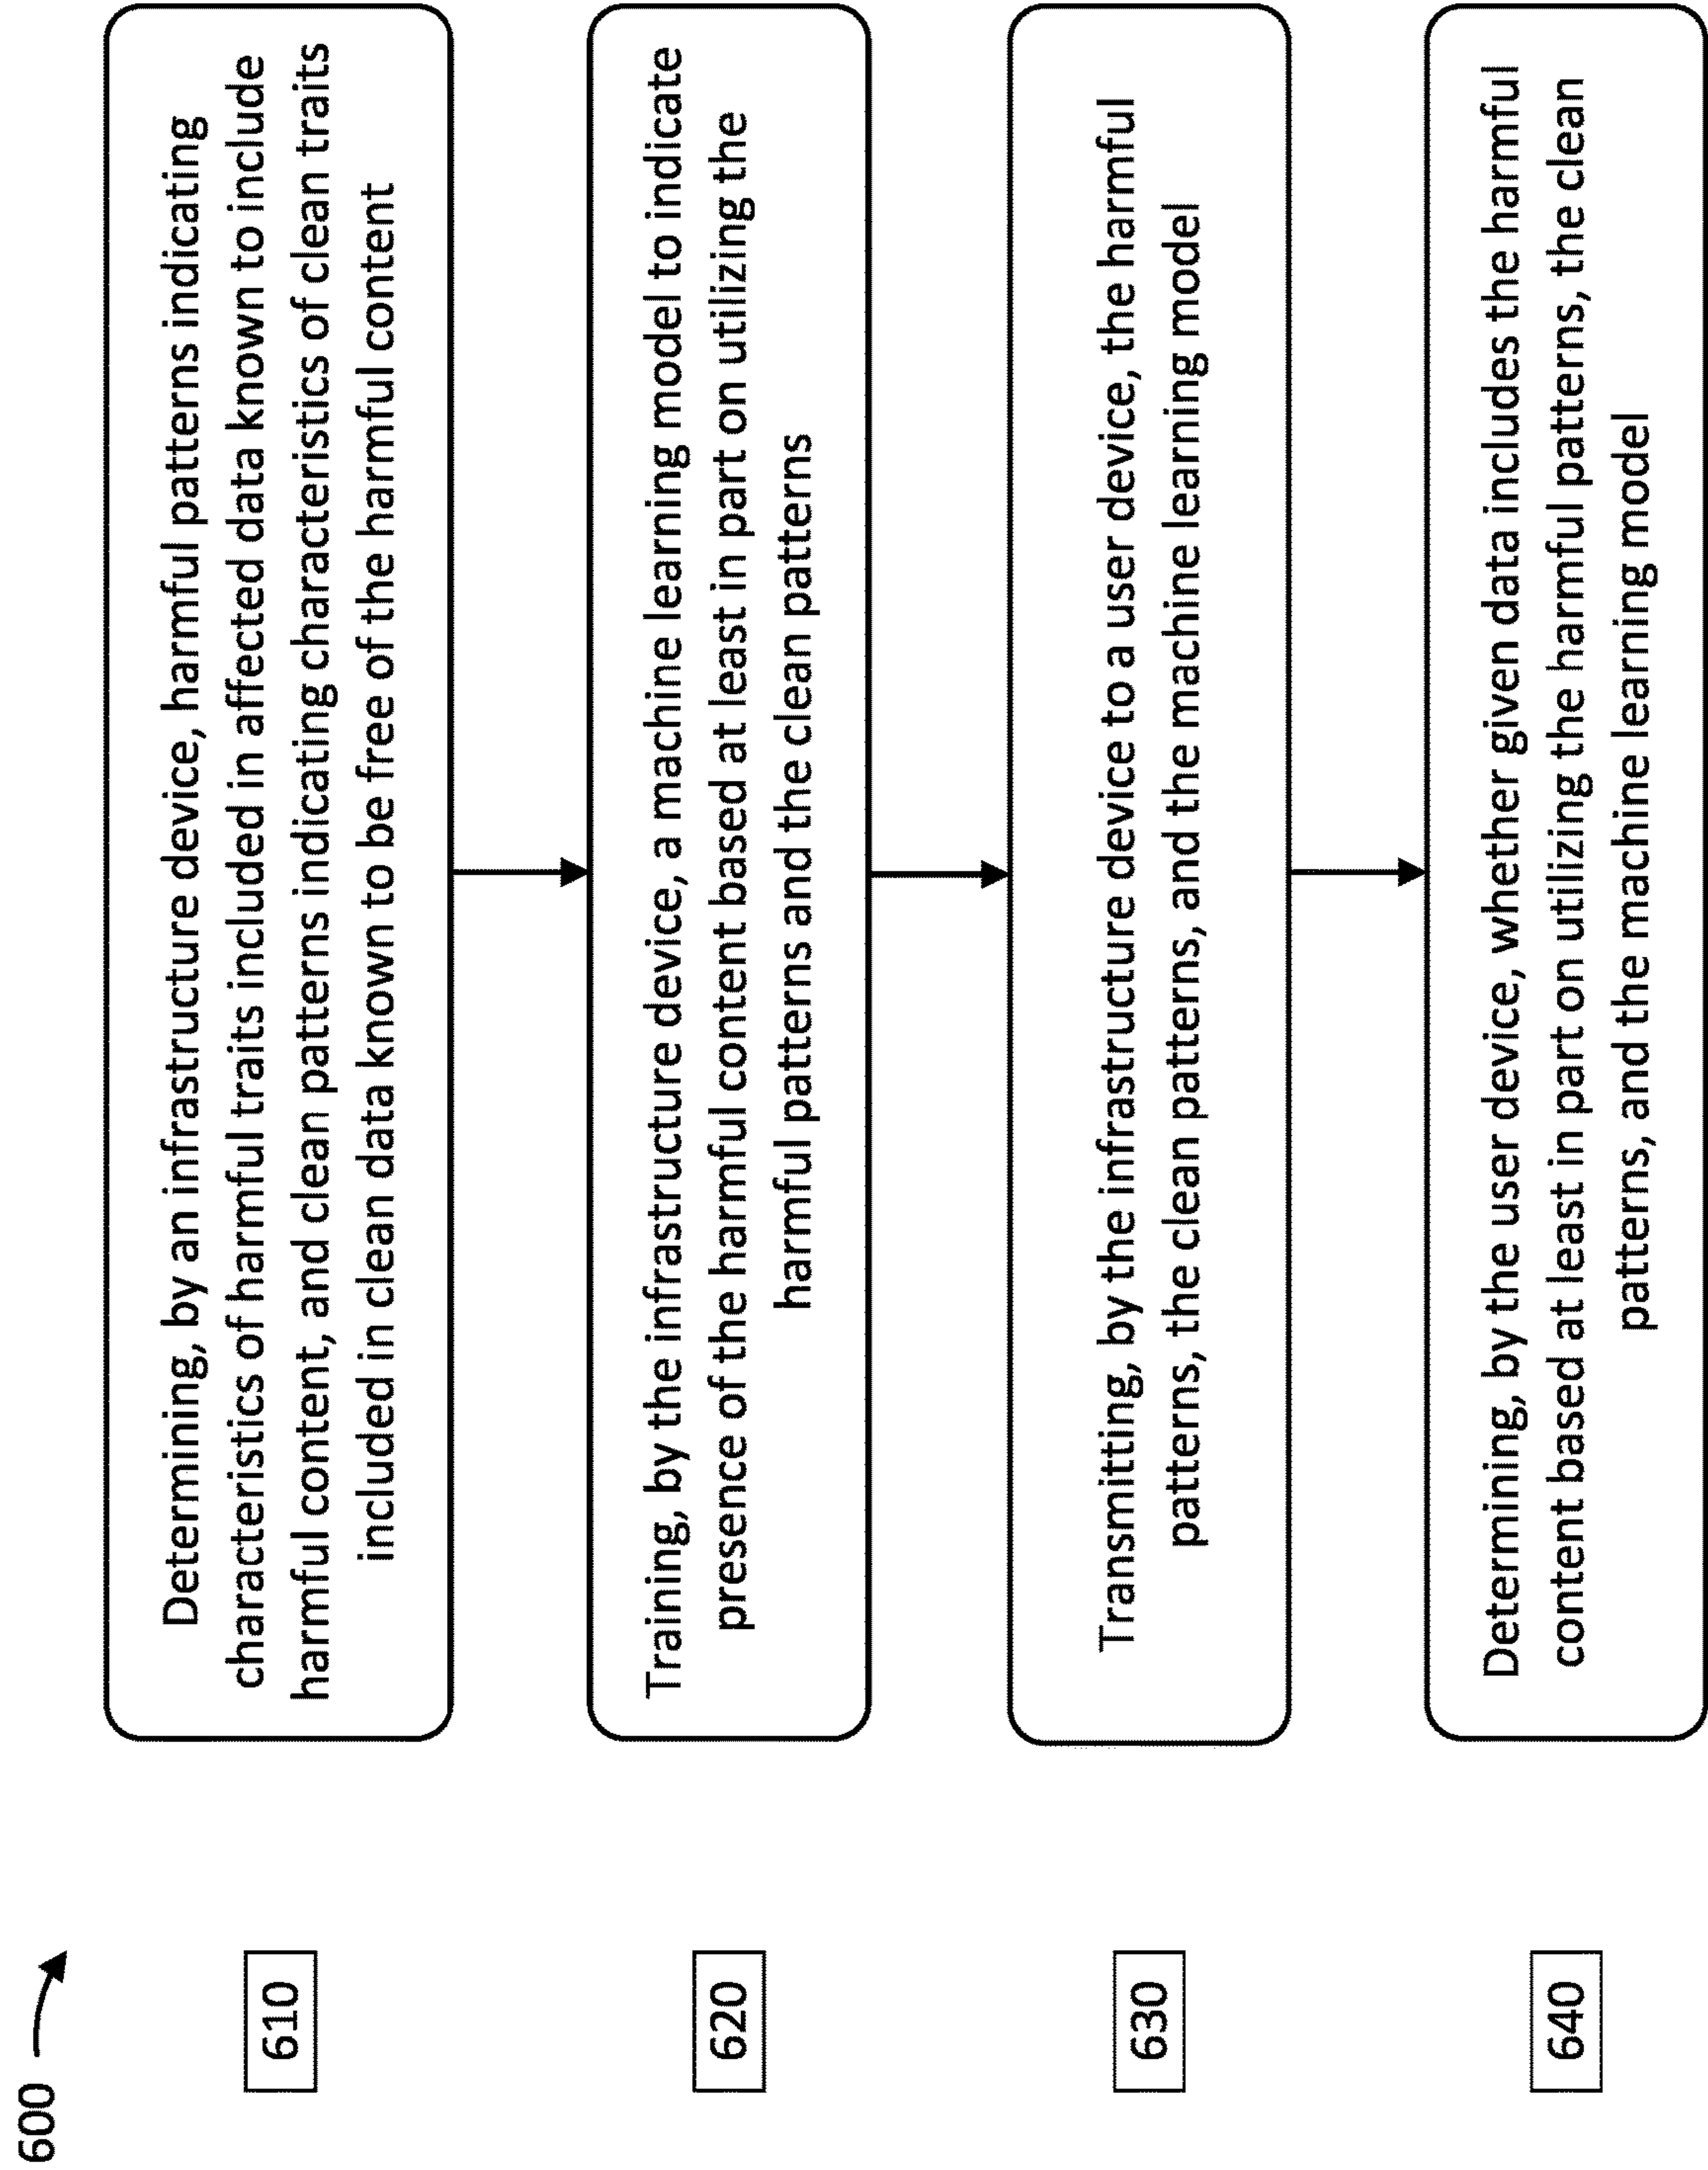 600
610
Determining, by an infrastructure device, harmful patterns indicating
characteristics of harmful traits included in affected data known to include
harmful content, and clean patterns indicating characteristics of clean traits
included in clean data known to be free of the harmful content
620
Training, by the infrastructure device, a machine learning model to indicate
presence of the harmful content based at least in part on utilizing the
harmful patterns and the clean patterns
630
Transmitting, by the infrastructure device to a user device, the harmful
patterns, the clean patterns, and the machine learning model
640
Determining, by the user device, whether given data includes the harmful
content based at least in part on utilizing the harmful patterns, the clean
patterns, and the machine learning model